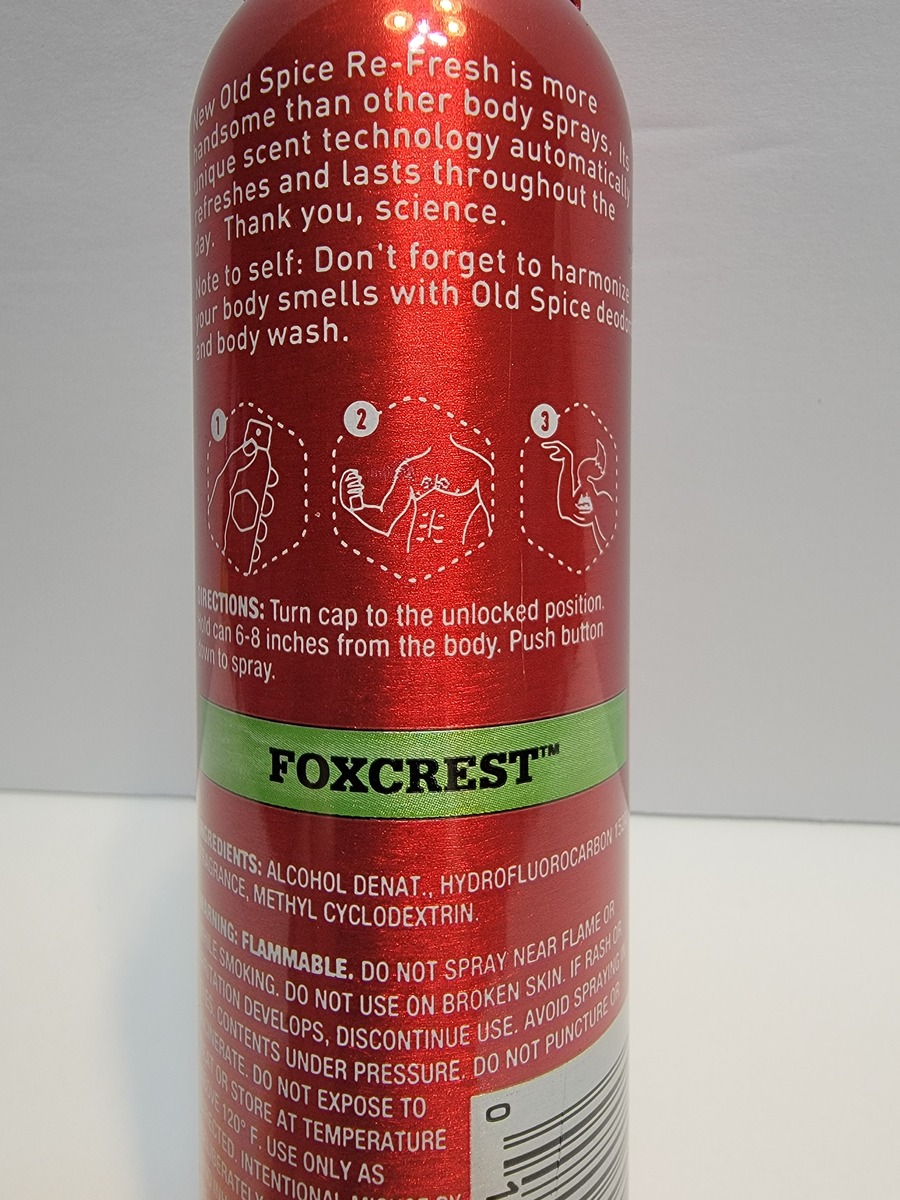 New Old Spice Re-Fresh is more
handsome than other body sprays. Its
unique scent technology automatically
refreshes and lasts throughout the
day. Thank you, science.
Note to self: Don't forget to harmonize
your body smells with Old Spice
and body wash.
1
2
3
DIRECTIONS: Turn cap to the unlocked position.
Hold can 6-8 inches from the body. Push button
down to spray.
FOXCREST™
INGREDIENTS: ALCOHOL DENAT., HYDROFLUOROCARBON
FRAGRANCE, METHYL CYCLODEXTRIN.
WARNING: FLAMMABLE. DO NOT SPRAY NEAR FLAME OR
SMOKING. DO NOT USE ON BROKEN SKIN. IF RASH OR
DEVELOPS, DISCONTINUE USE. AVOID SPRAYING
CONTENTS UNDER PRESSURE. DO NOT PUNCTURE OR
DO NOT EXPOSE TO
OR STORE AT TEMPERATURE
120° F. USE ONLY AS
INTENTIONAL MISUSE BY
0
1